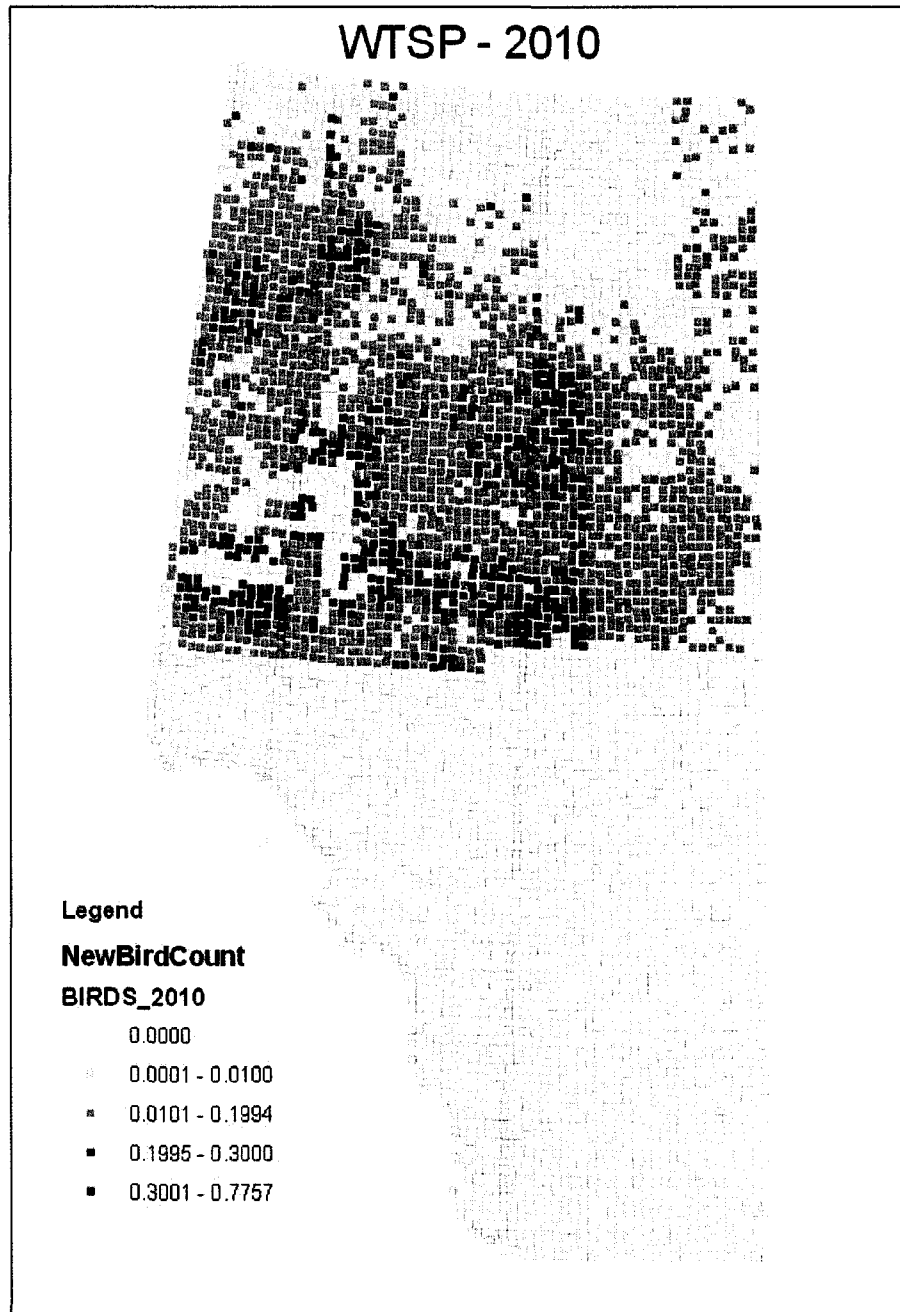 WTSP - 2010
Legend
NewBirdCount
BIRDS_2010
0.0000
0.0001 - 0.0100
0.0101 - 0.1994
0.1995 - 0.3000
0.3001 - 0.7757